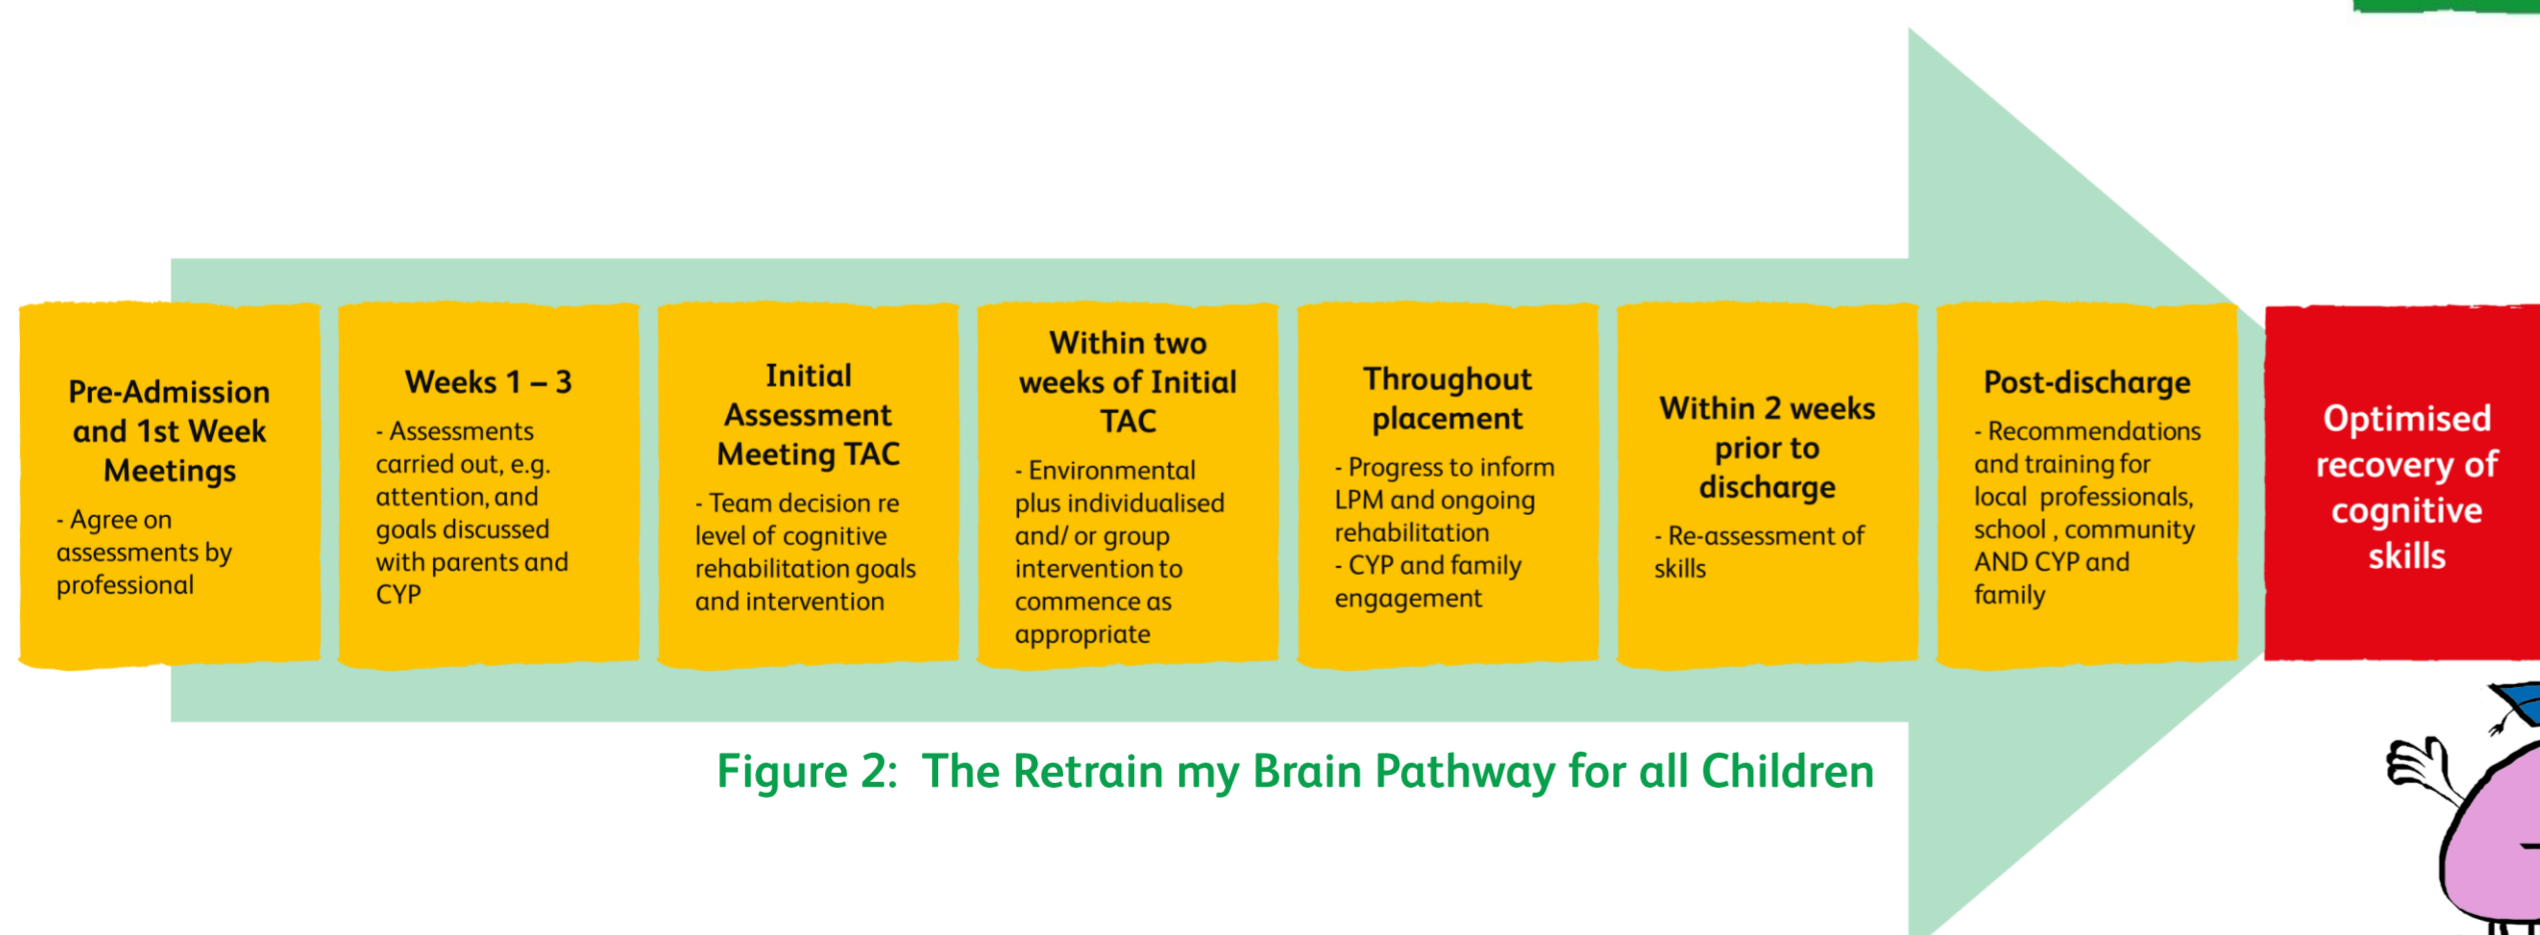 Pre-Admission
and 1st Week
Meetings
- Agree on
assessments by
professional
Weeks 1 – 3
- Assessments
carried out, e.g.
attention, and
goals discussed
with parents and
CYP
Initial
Assessment
Meeting TAC
- Team decision re
level of cognitive
rehabilitation goals
and intervention
Within two
weeks of Initial
TAC
- Environmental
plus individualised
and/ or group
intervention to
commence as
appropriate
Throughout
placement
- Progress to inform
LPM and ongoing
rehabilitation
- CYP and family
engagement
Within 2 weeks
prior to
discharge
- Re-assessment of
skills
Post-discharge
- Recommendations
and training for
local  professionals,
school , community
AND CYP and
family
Optimised
recovery of
cognitive
skills
Figure 2:  The Retrain my Brain Pathway for all Children